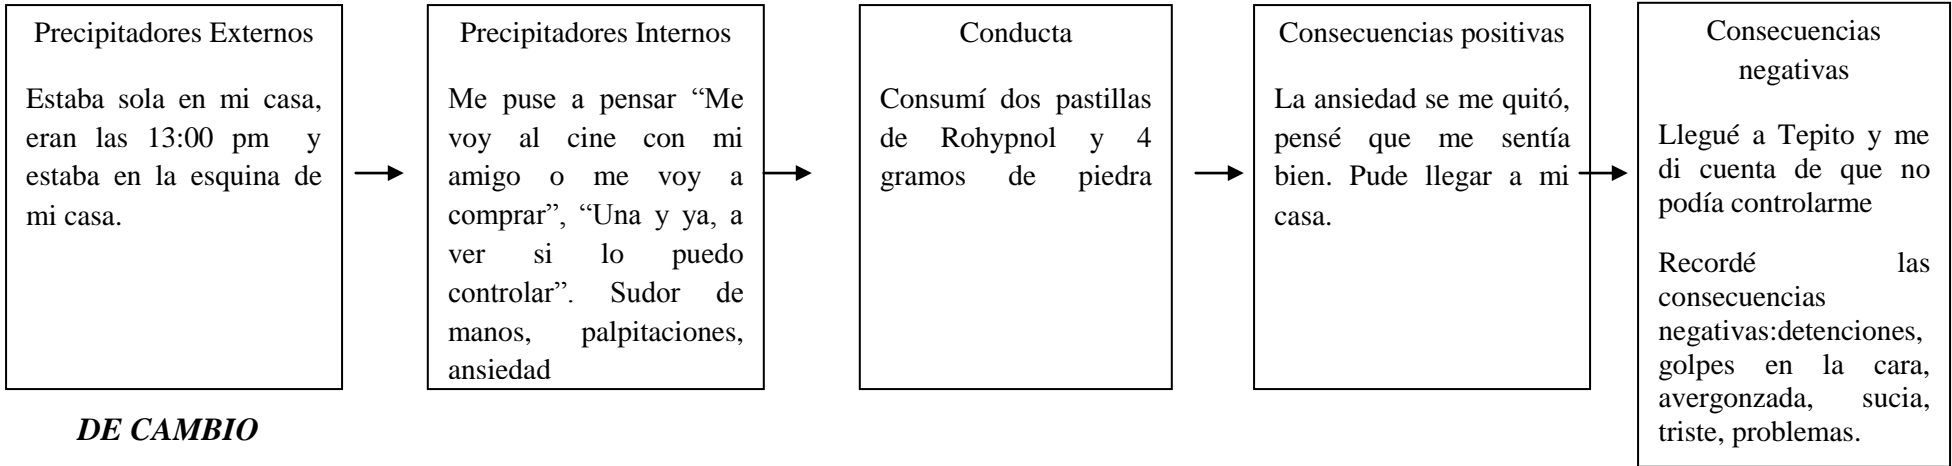 Precipitadores Externos
Estaba sola en mi casa,
eran las 13:00 pm y
estaba en la esquina de
mi casa.
Precipitadores Internos
Me puse a pensar “Me
voy al cine con mi
amigo o me voy a
comprar”, “Una y ya, a
ver si lo puedo
controlar”. Sudor de
manos, palpitaciones,
ansiedad
Conducta
Consumí dos pastillas
de Rohypnol y 4
gramos de piedra
Consecuencias positivas
La ansiedad se me quitó,
pensé que me sentía
bien. Pude llegar a mi
casa.
Consecuencias
negativas
Llegué a Tepito y me
di cuenta de que no
podía controlarme
Recordé las
consecuencias
negativas:detenciones,
golpes en la cara,
avergonzada, sucia,
triste, problemas.
DE CAMBIO